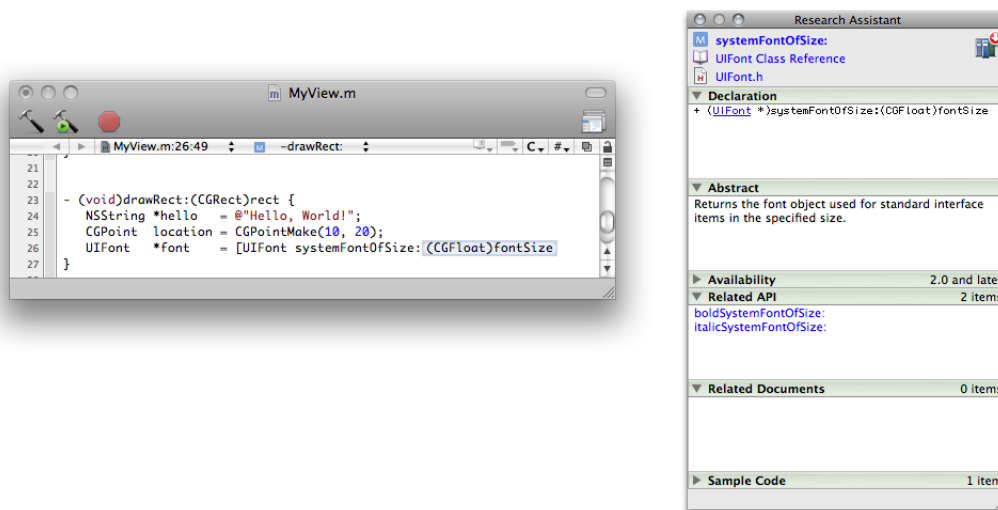 MyView.m
MyView.m:26:49 -drawRect: C #
21
22
23 - (void)drawRect:(CGRect)rect {
24 NSString *hello = @"Hello, World!";
25 CGPoint location = CGPointMake(10, 20);
26 UIFont *font = [UIFont systemFontOfSize:(CGFloat)fontSize
27 }
Research Assistant
M systemFontOfSize:
UIFont Class Reference
h UIFont.h
Declaration
+ (UIFont *)systemFontOfSize:(CGFloat)fontSize
Abstract
Returns the font object used for standard interface
items in the specified size.
Availability 2.0 and late
Related API 2 items
boldSystemFontOfSize:
italicSystemFontOfSize:
Related Documents 0 items
Sample Code 1 item